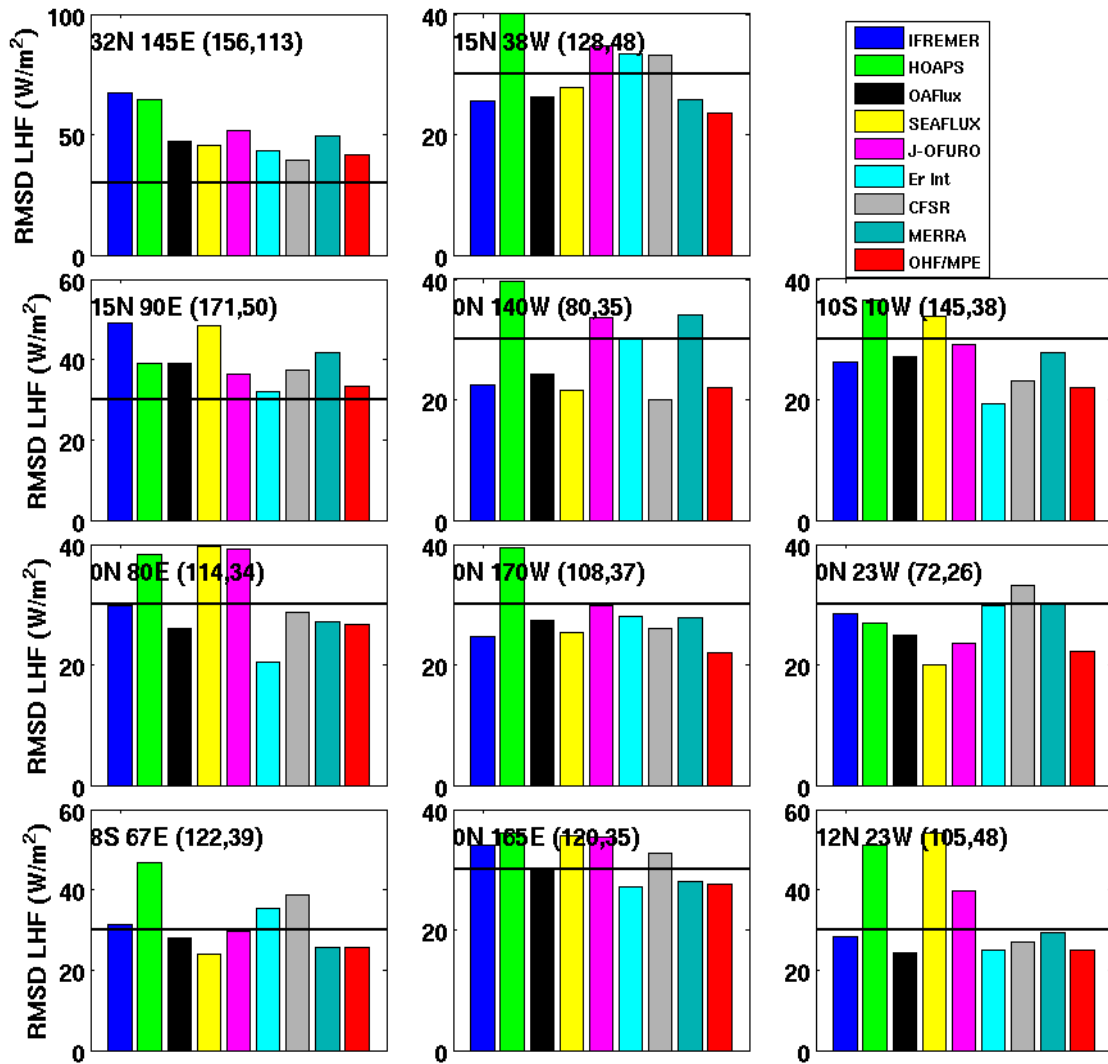 100
50
0
RMSD LHF (W/m²)
32N 145E (156,113)
40
20
0
15N 38W (128,48)
IFREMER
HOAPS
OAFlux
SEAFLUX
J-OFURO
Er Int
CFSR
MERRA
OHF/MPE
60
40
20
0
RMSD LHF (W/m²)
15N 90E (171,50)
40
20
0
0N 140W (80,35)
40
20
0
10S 10W (145,38)
40
20
0
RMSD LHF (W/m²)
0N 80E (114,34)
40
20
0
0N 170W (108,37)
40
20
0
0N 23W (72,26)
60
40
20
0
RMSD LHF (W/m²)
8S 67E (122,39)
40
20
0
0N 165E (120,35)
60
40
20
0
12N 23W (105,48)